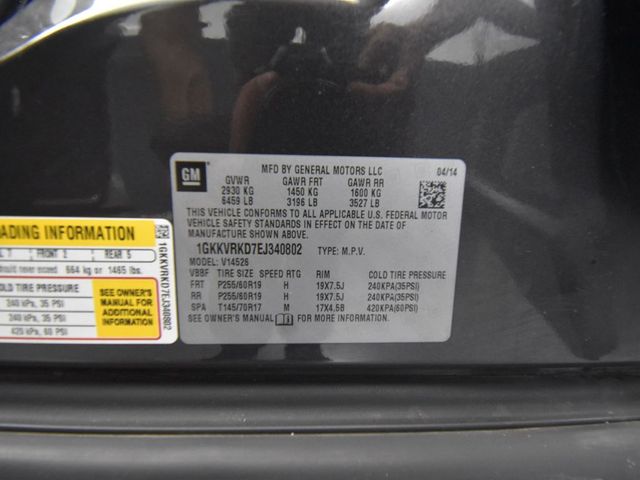 GM
MFD BY GENERAL MOTORS LLC 04/14
GVWR GAWR FRT GAWR RR
2930 KG 1450 KG 1600 KG
6459 LB 3196 LB 3527 LB
THIS VEHICLE CONFORMS TO ALL APPLICABLE U.S. FEDERAL MOTOR
VEHICLE SAFETY STANDARDS IN EFFECT ON THE DATE OF
MANUFACTURE SHOWN ABOVE.
1GKKVRKD7EJ340802 TYPE: M.P.V.
MODEL: V14526
VBBF TIRE SIZE SPEED RTG RIM COLD TIRE PRESSURE
FRT P255/60R19 H 19X7.5J 240KPA(35PSI)
RR P255/60R19 H 19X7.5J 240KPA(35PSI)
SPA T145/70R17 M 17X4.5B 420KPA(60PSI)
SEE OWNER'S MANUAL FOR MORE INFORMATION.
LOADING INFORMATION
7 FRONT 2 REAR 5
should never exceed 664 kg or 1465 lbs.
COLD TIRE PRESSURE
240 kPa, 35 PSI
240 kPa, 35 PSI
420 kPa, 60 PSI
SEE OWNER'S
MANUAL FOR
ADDITIONAL
INFORMATION
1GKKVRKD7EJ340802